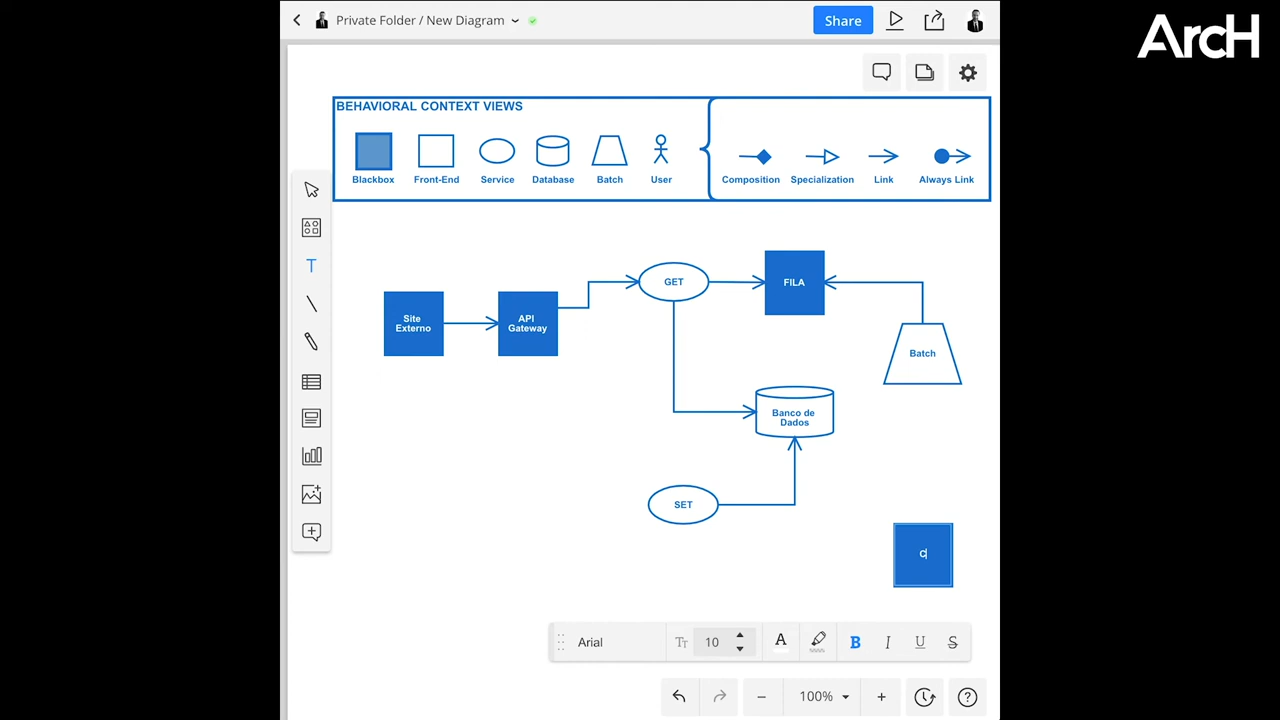 Private Folder / New Diagram
Share
ArcH
BEHAVIORAL CONTEXT VIEWS
Blackbox
Front-End
Service
Database
Batch
User
Composition
Specialization
Link
Always Link
T
Site
Externo
API
Gateway
GET
FILA
Batch
Banco de
Dados
SET
c
Arial
TT
10
A
B
I
U
S
100%
?